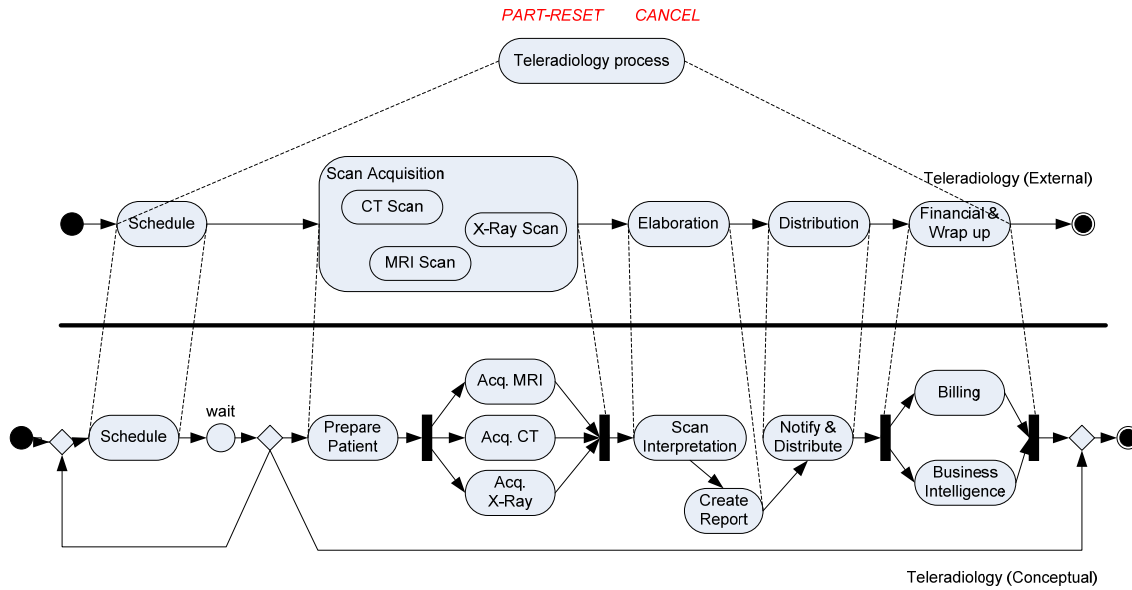 PART-RESET CANCEL
Teleradiology process
Scan Acquisition
Teleradiology (External)
CT Scan
X-Ray Scan
MRI Scan
Schedule
Elaboration
Distribution
Financial &
Wrap up
Acq. MRI
Billing
wait
Schedule
Prepare
Patient
Acq. CT
Scan
Interpretation
Notify &
Distribute
Acq.
X-Ray
Create
Report
Business
Intelligence
Teleradiology (Conceptual)